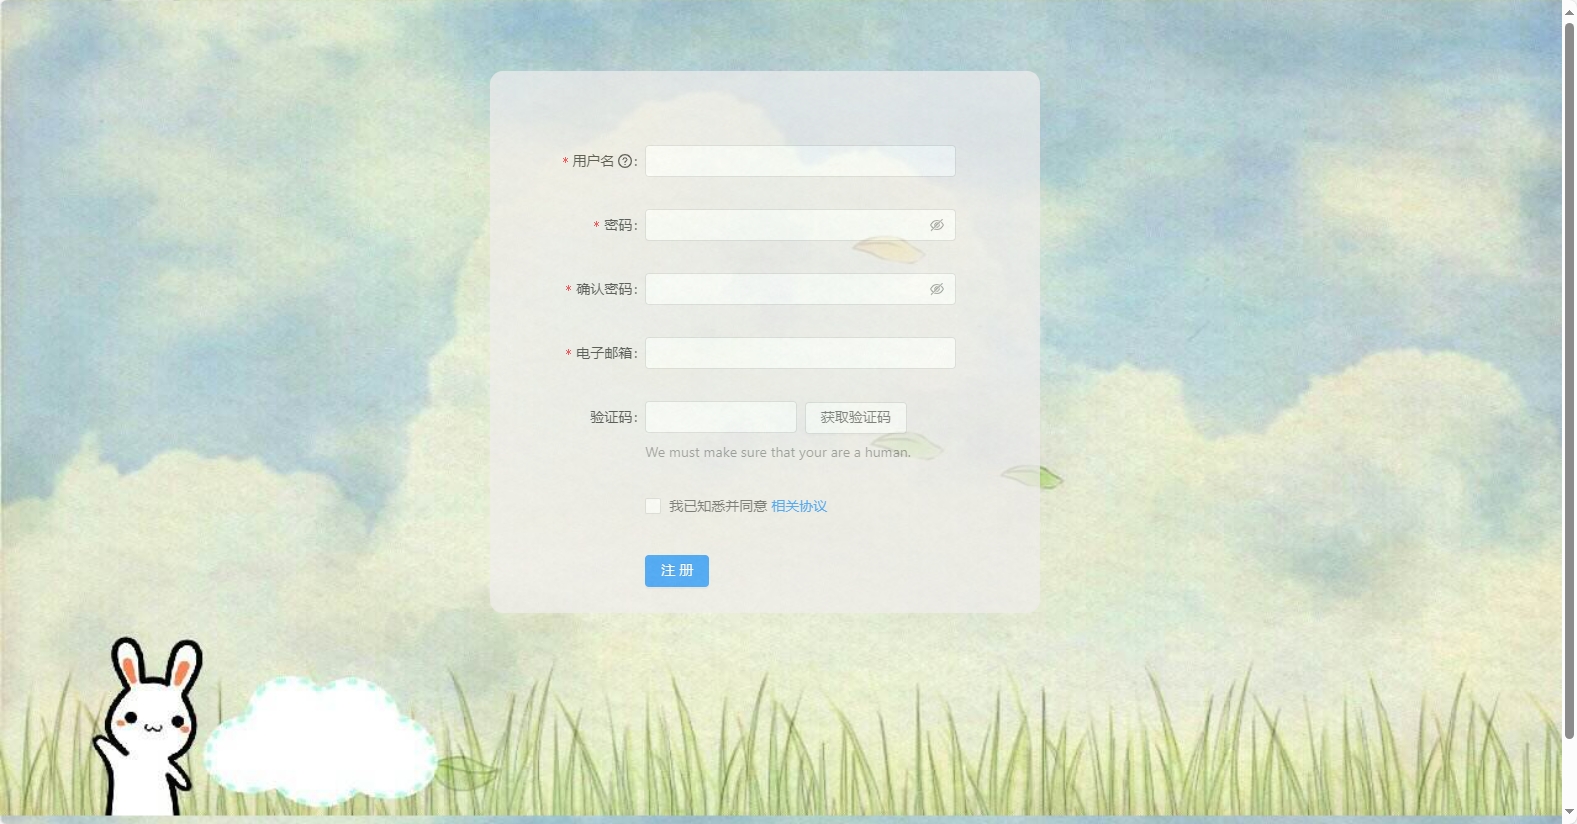 * 用户名 :
* 密码 :
* 确认密码 :
* 电子邮箱 :
验证码 : 获取验证码
We must make sure that your are a human.
我已知悉并同意 相关协议
注 册